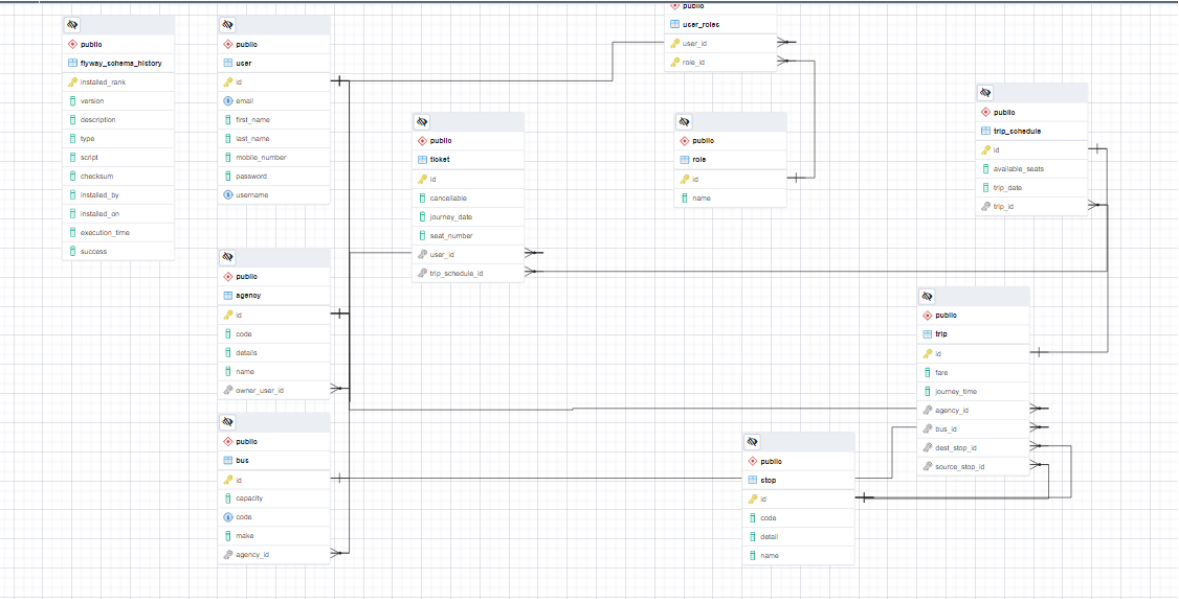 public
flyway_schema_history
installed_rank
version
description
type
script
checksum
installed_by
installed_on
execution_time
success
public
user
id
email
first_name
last_name
mobile_number
password
username
public
agency
id
code
details
name
owner_user_id
public
bus
id
capacity
code
make
agency_id
public
ticket
id
cancellable
journey_date
seat_number
user_id
trip_schedule_id
public
user_roles
user_id
role_id
public
role
id
name
public
stop
id
code
detail
name
public
trip_schedule
id
available_seats
trip_date
trip_id
public
trip
id
fare
journey_time
agency_id
bus_id
dest_stop_id
source_stop_id